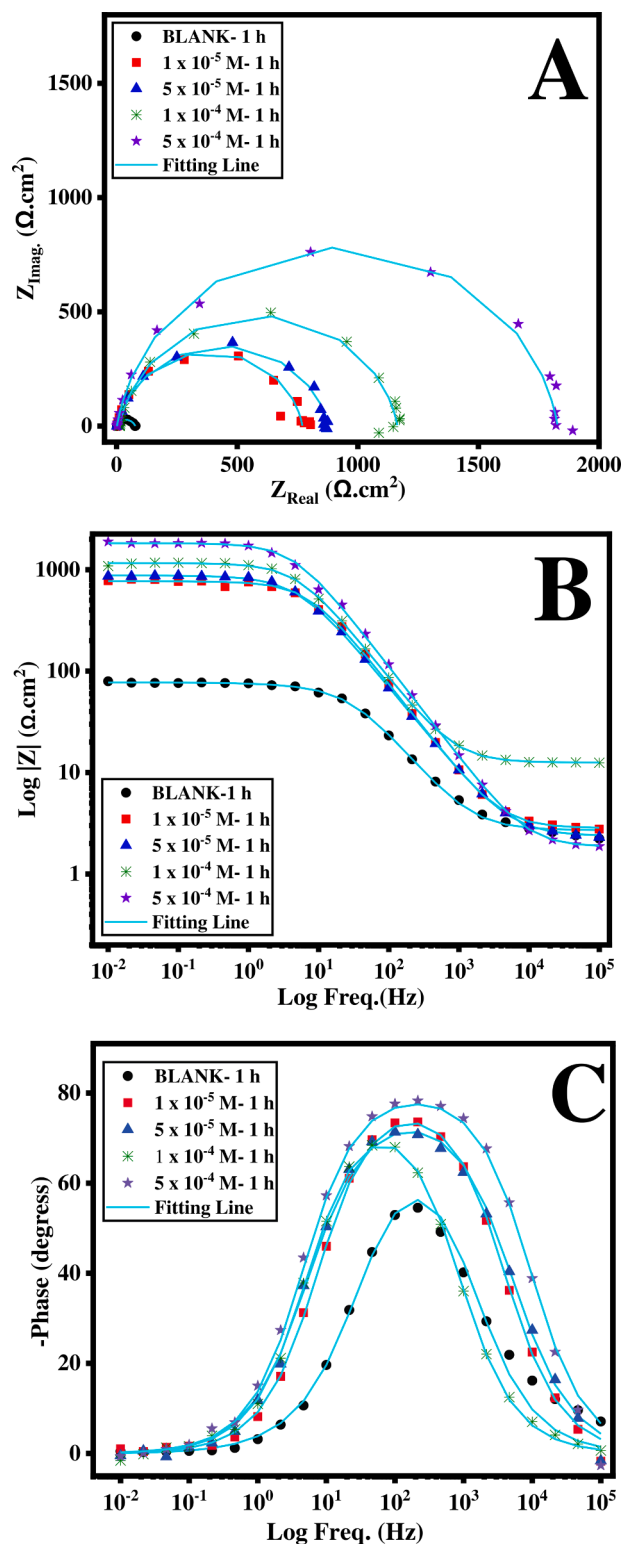 A
BLANK- 1 h
1 x 10⁻⁵ M- 1 h
5 x 10⁻⁵ M- 1 h
1 x 10⁻⁴ M- 1 h
5 x 10⁻⁴ M- 1 h
Fitting Line
1500
1000
500
0
Z_Imag. (Ω.cm²)
0 500 1000 1500 2000
Z_Real (Ω.cm²)
B
1000
100
10
1
Log |Z| (Ω.cm²)
BLANK-1 h
1 x 10⁻⁵ M- 1 h
5 x 10⁻⁵ M- 1 h
1 x 10⁻⁴ M- 1 h
5 x 10⁻⁴ M- 1 h
Fitting Line
10⁻² 10⁻¹ 10⁰ 10¹ 10² 10³ 10⁴ 10⁵
Log Freq.(Hz)
C
BLANK- 1 h
1 x 10⁻⁵ M- 1 h
5 x 10⁻⁵ M- 1 h
1 x 10⁻⁴ M- 1 h
5 x 10⁻⁴ M- 1 h
Fitting Line
80
60
40
20
0
-Phase (degress)
10⁻² 10⁻¹ 10⁰ 10¹ 10² 10³ 10⁴ 10⁵
Log Freq. (Hz)